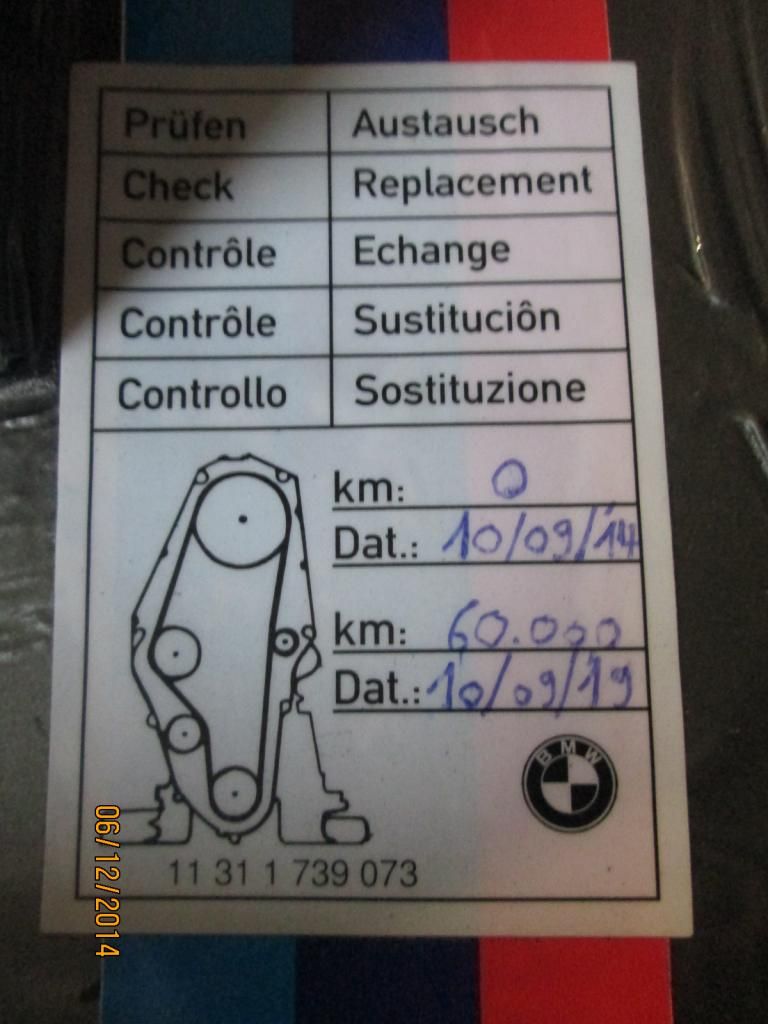 Prüfen Austausch
Check Replacement
Contrôle Echange
Contrôle Sustituciôn
Controllo Sostituzione
km: 0
Dat.: 10/09/14
km: 60.000
Dat.: 10/09/19
BMW
11 31 1 739 073
06/12/2014